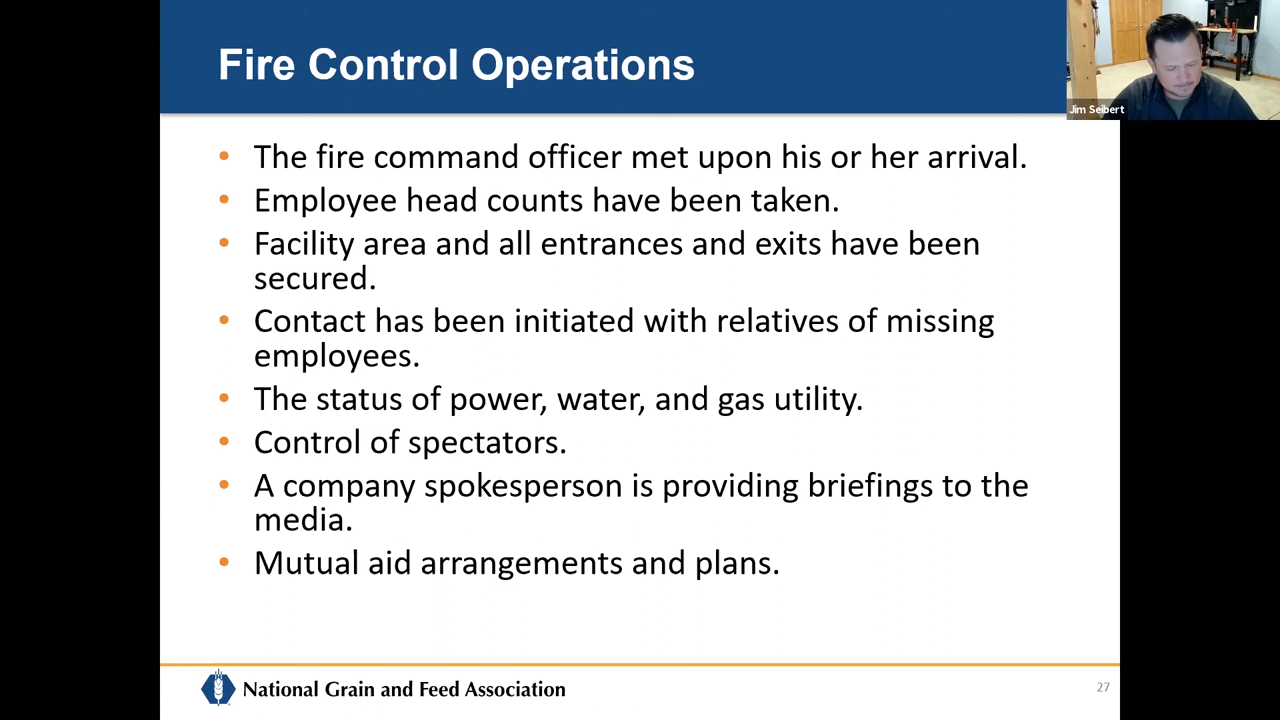 Fire Control Operations
Jim Seibert
• The fire command officer met upon his or her arrival.
• Employee head counts have been taken.
• Facility area and all entrances and exits have been
secured.
• Contact has been initiated with relatives of missing
employees.
• The status of power, water, and gas utility.
• Control of spectators.
• A company spokesperson is providing briefings to the
media.
• Mutual aid arrangements and plans.
National Grain and Feed Association
27